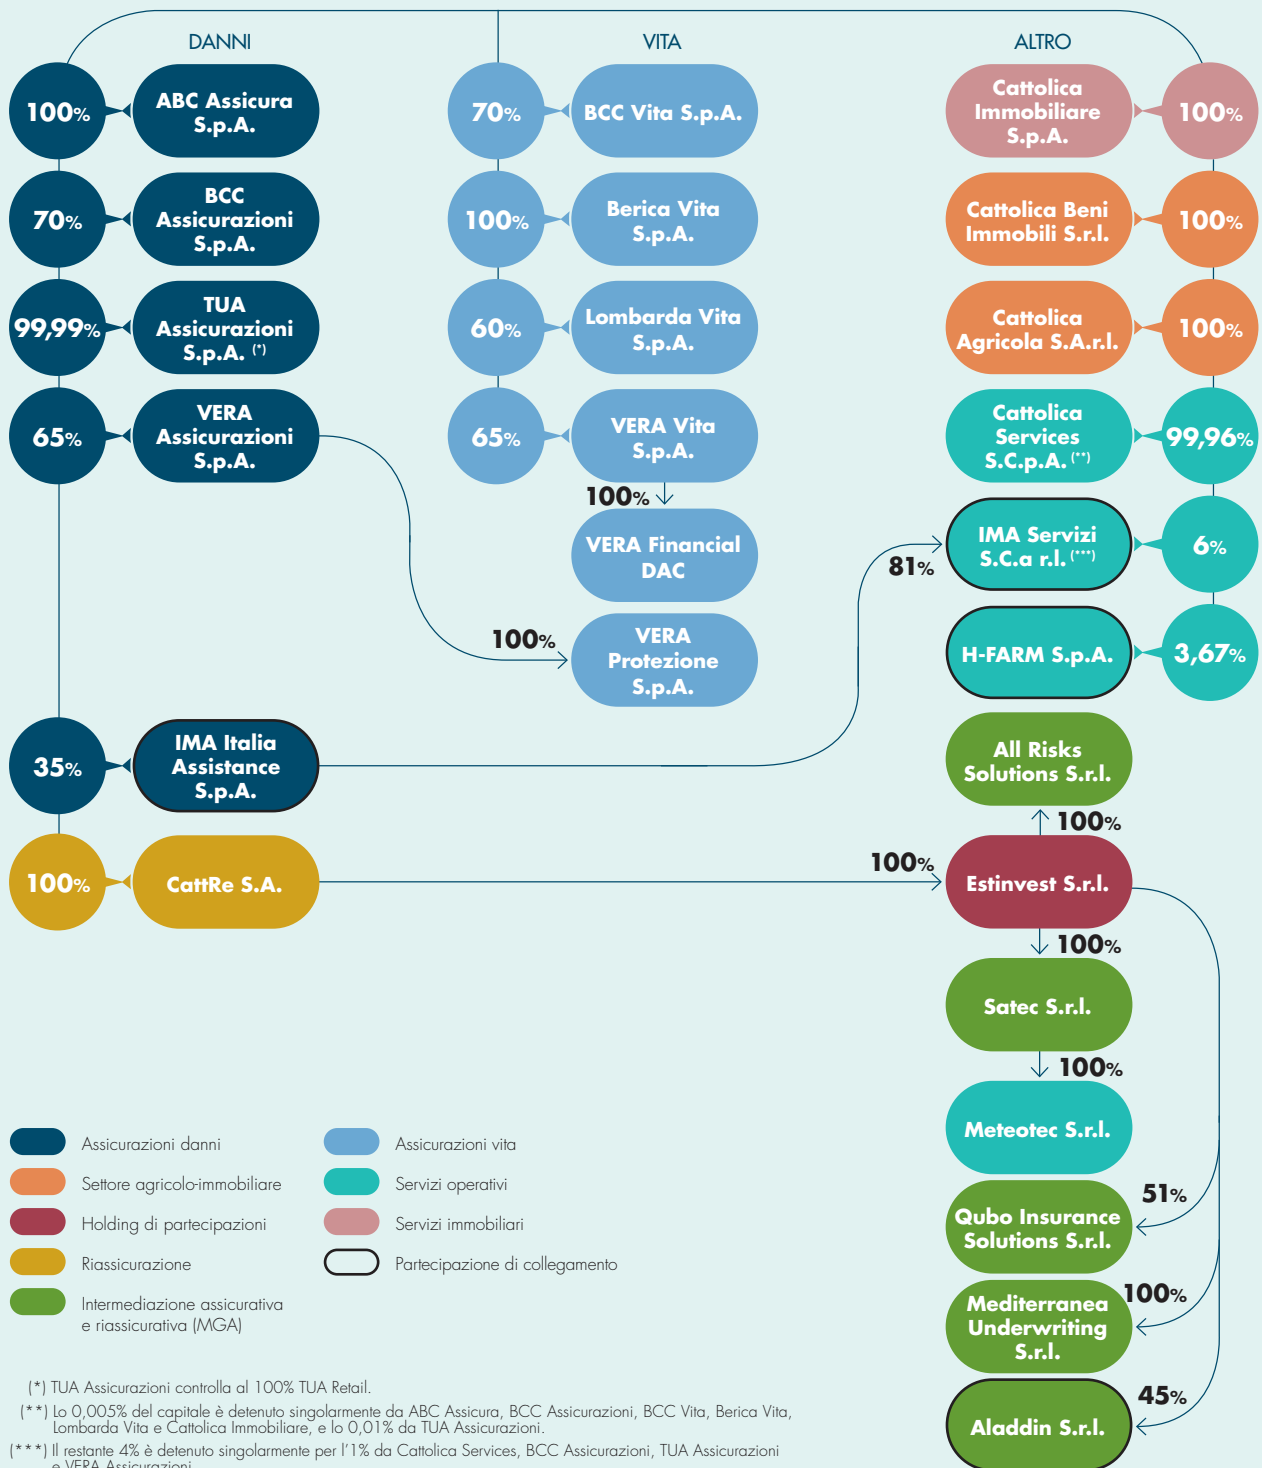 DANNI
100%
ABC Assicura
S.p.A.
70%
BCC
Assicurazioni
S.p.A.
99,99%
TUA
Assicurazioni
S.p.A. (*)
65%
VERA
Assicurazioni
S.p.A.
35%
IMA Italia
Assistance
S.p.A.
100%
CattRe S.A.
VITA
70%
BCC Vita S.p.A.
100%
Berica Vita
S.p.A.
60%
Lombarda Vita
S.p.A.
65%
VERA Vita
S.p.A.
100%
VERA Financial
DAC
100%
VERA
Protezione
S.p.A.
ALTRO
Cattolica
Immobiliare
S.p.A.
100%
Cattolica Beni
Immobili S.r.l.
100%
Cattolica
Agricola S.A.r.l.
100%
Cattolica
Services
S.C.p.A. (**)
99,96%
81%
IMA Servizi
S.C.a r.l. (***)
6%
H-FARM S.p.A.
3,67%
All Risks
Solutions S.r.l.
100%
100%
Estinvest S.r.l.
100%
Satec S.r.l.
100%
Meteotec S.r.l.
51%
Qubo Insurance
Solutions S.r.l.
100%
Mediterranea
Underwriting
S.r.l.
45%
Aladdin S.r.l.
Assicurazioni danni
Settore agricolo-immobiliare
Holding di partecipazioni
Riassicurazione
Intermediazione assicurativa
e riassicurativa (MGA)
Assicurazioni vita
Servizi operativi
Servizi immobiliari
Partecipazione di collegamento
(*) TUA Assicurazioni controlla al 100% TUA Retail.
(**) Lo 0,005% del capitale è detenuto singolarmente da ABC Assicura, BCC Assicurazioni, BCC Vita, Berica Vita,
Lombarda Vita e Cattolica Immobiliare, e lo 0,01% da TUA Assicurazioni.
(***) Il restante 4% è detenuto singolarmente per l'1% da Cattolica Services, BCC Assicurazioni, TUA Assicurazioni
e VERA Assicurazioni.